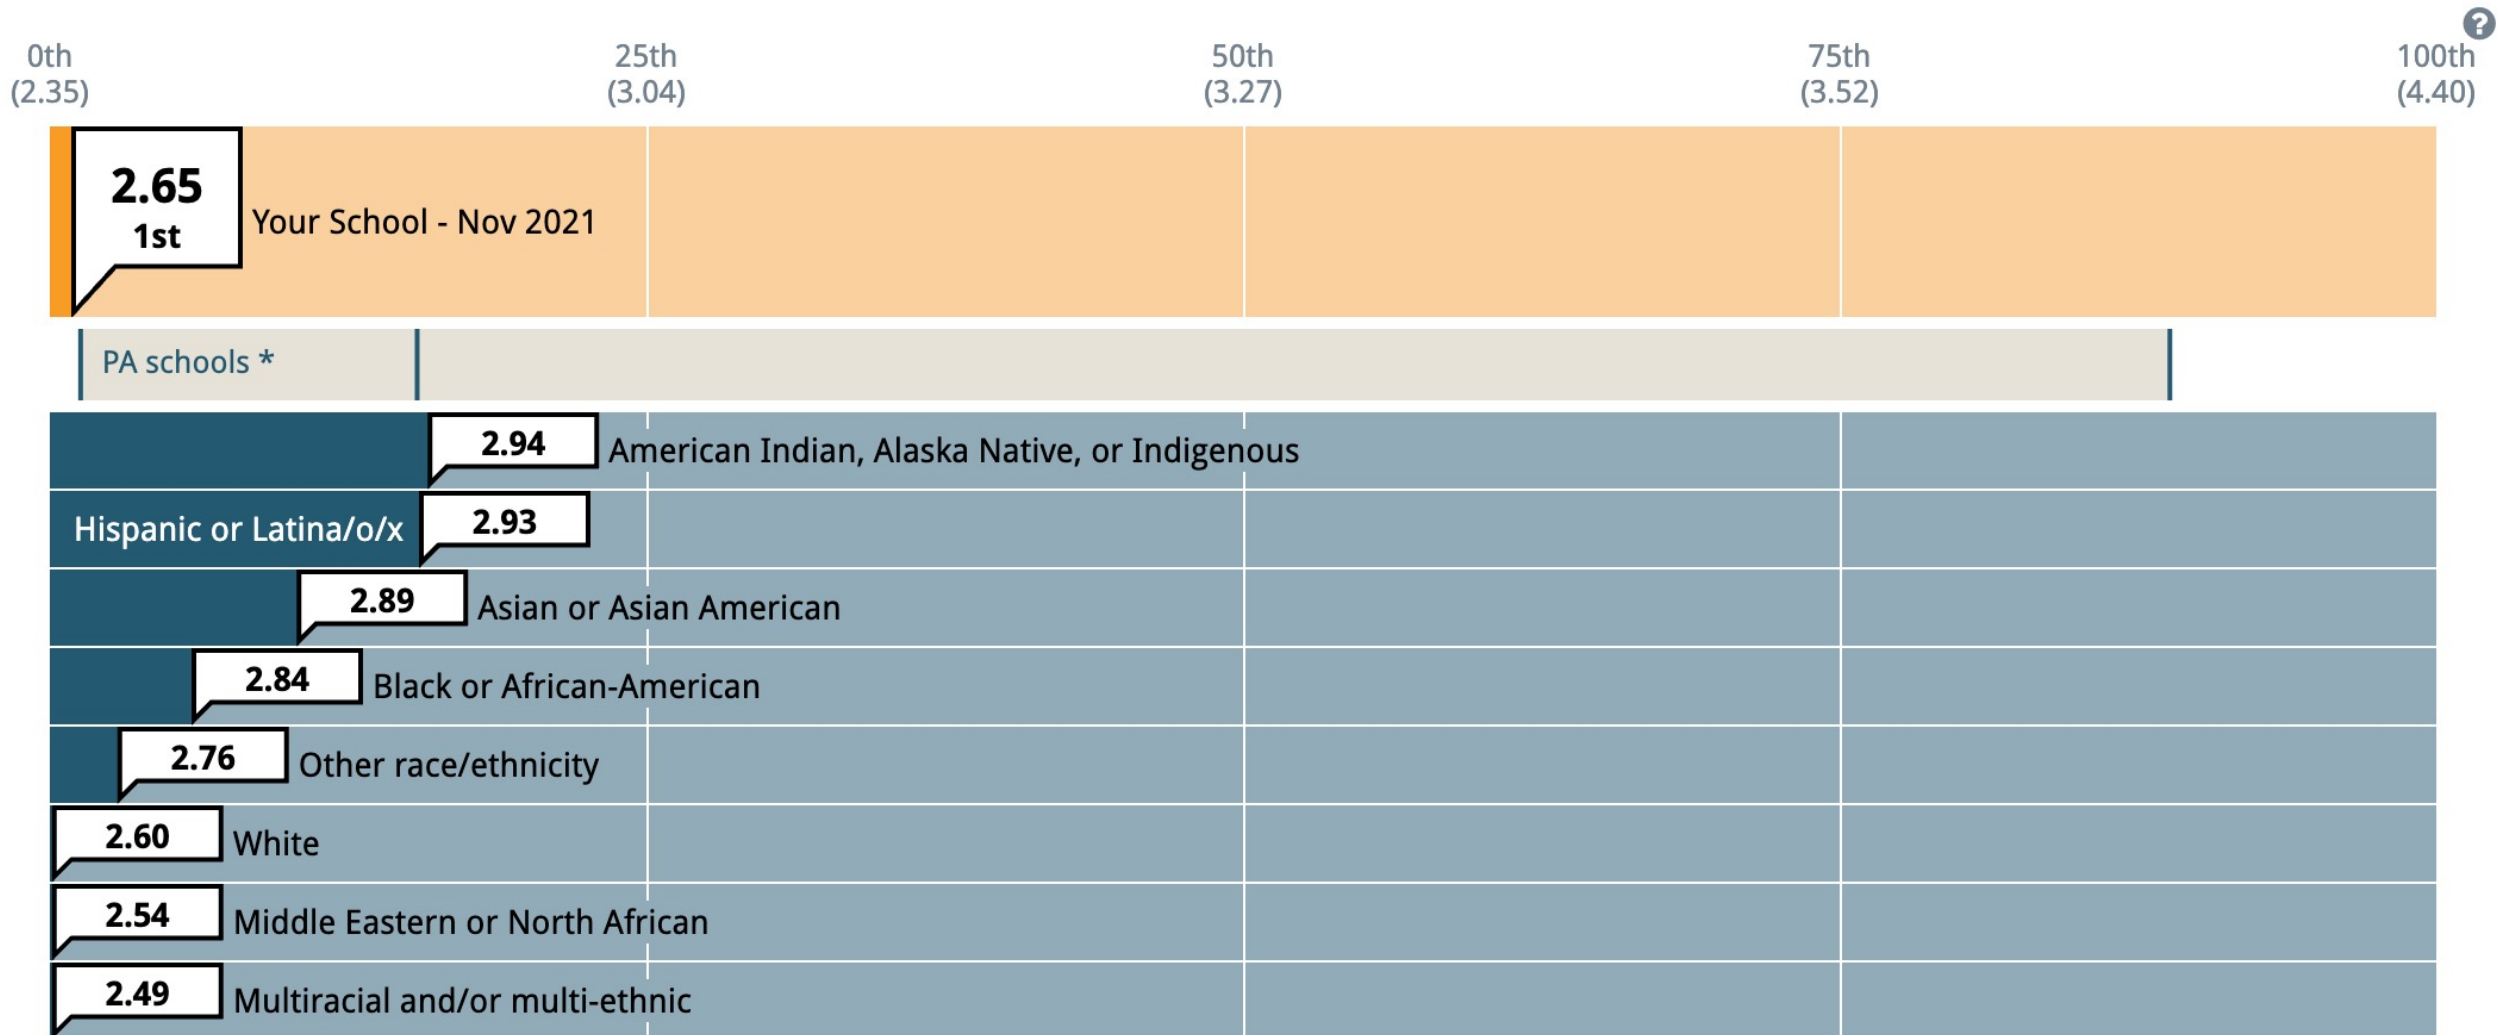 ?
0th 25th 50th 75th 100th
(2.35) (3.04) (3.27) (3.52) (4.40)
2.65
1st
Your School - Nov 2021
PA schools *
2.94 American Indian, Alaska Native, or Indigenous
Hispanic or Latina/o/x 2.93
2.89 Asian or Asian American
2.84 Black or African-American
2.76 Other race/ethnicity
2.60 White
2.54 Middle Eastern or North African
2.49 Multiracial and/or multi-ethnic